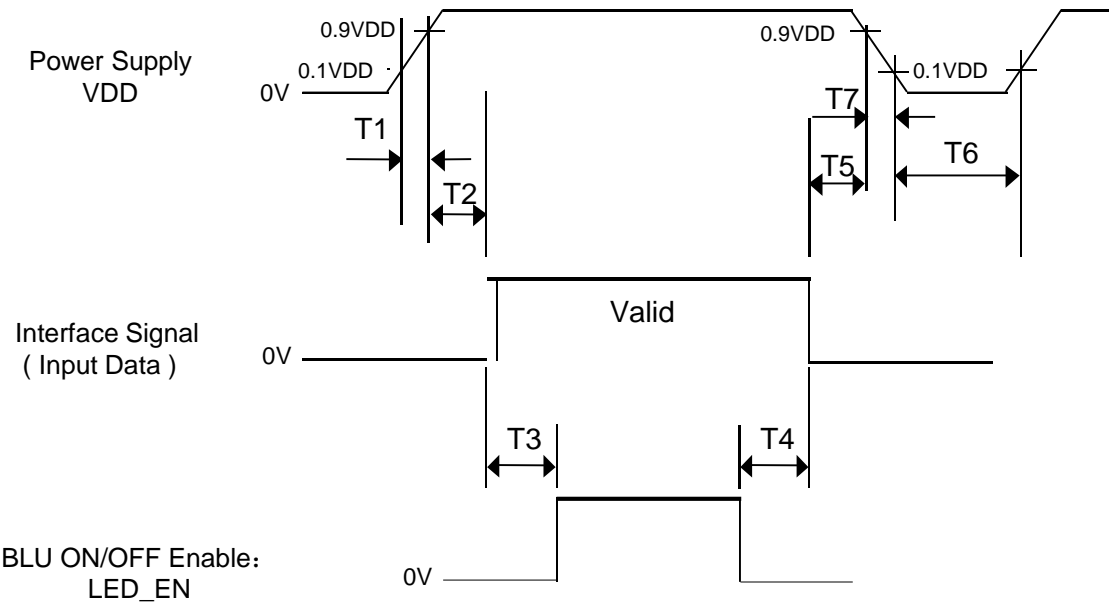 Power Supply
VDD
0.9VDD
0.1VDD
0V
T1
T2
0.9VDD
0.1VDD
T7
T5
T6
Interface Signal
( Input Data )
0V
Valid
T3
T4
BLU ON/OFF Enable：
LED_EN
0V